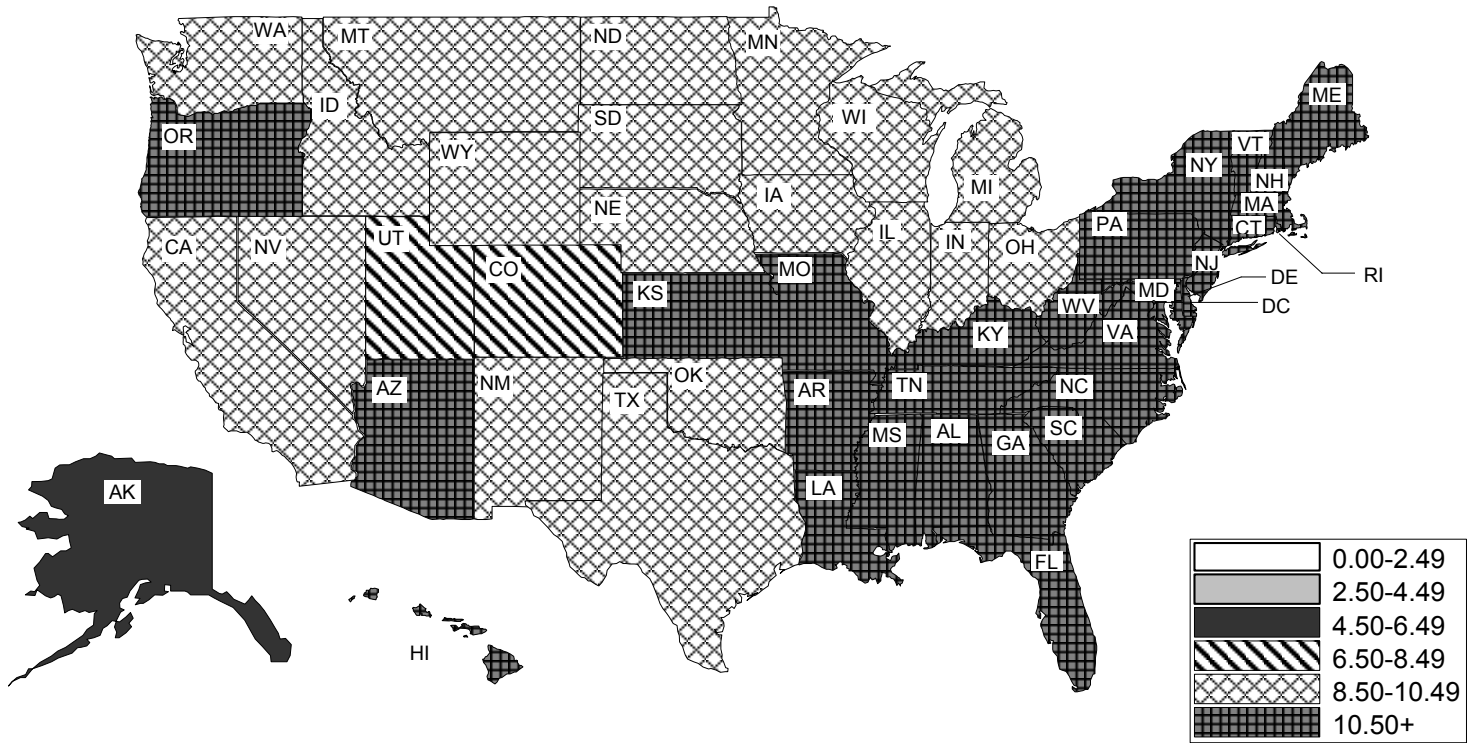 WA
MT
ND
MN
ME
ID
SD
WI
VT
OR
WY
NY
NH
MI
MA
NE
IA
PA
CT
UT
IL
IN
OH
NJ
CA
NV
CO
MO
RI
DE
KS
MD
DC
WV
KY
VA
AZ
NM
OK
AR
TN
NC
TX
MS
AL
GA
SC
AK
LA
FL
HI
0.00-2.49
2.50-4.49
4.50-6.49
6.50-8.49
8.50-10.49
10.50+